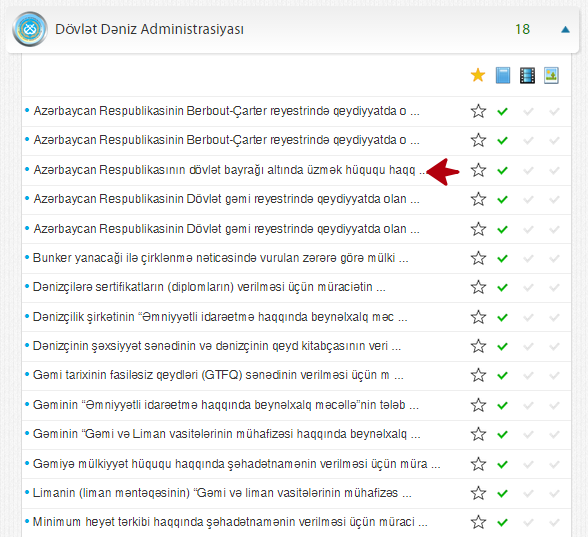 Dövlət Dəniz Administrasiyası 18
Azərbaycan Respublikasinin Berbout-Çarter reyestrində qeydiyyatda o ...
Azərbaycan Respublikasinin Berbout-Çarter reyestrində qeydiyyatda o ...
Azərbaycan Respublikasının dövlət bayrağı altında üzmək hüququ haqq ...
Azərbaycan Respublikasinin Dövlət gəmi reyestrində qeydiyyatda olan ...
Azərbaycan Respublikasinin Dövlət gəmi reyestrində qeydiyyatda olan ...
Bunker yanacaği ilə çirklənmə nəticəsində vurulan zərərə görə mülki ...
Dənizçilərə sertifikatların (diplomların) verilməsi üçün müraciətin ...
Dənizçilik şirkətinin “Əmniyyətli idarəetmə haqqında beynəlxalq məc ...
Dənizçinin şəxsiyyət sənədinin və dənizçinin qeyd kitabçasının veri ...
Gəmi tarixinin fasiləsiz qeydləri (GTFQ) sənədinin verilməsi üçün m ...
Gəminin “Əmniyyətli idarəetmə haqqında beynəlxalq məcəllə”nin tələb ...
Gəminin “Gəmi və Liman vasitələrinin mühafizəsi haqqında beynəlxalq ...
Gəmiyə mülkiyyət hüququ haqqında şəhadətnamənin verilməsi üçün müra ...
Limanin (liman məntəqəsinin) “Gəmi və liman vasitələrinin mühafizəs ...
Minimum heyət tərkibi haqqında şəhadətnamənin verilməsi üçün müraci ...